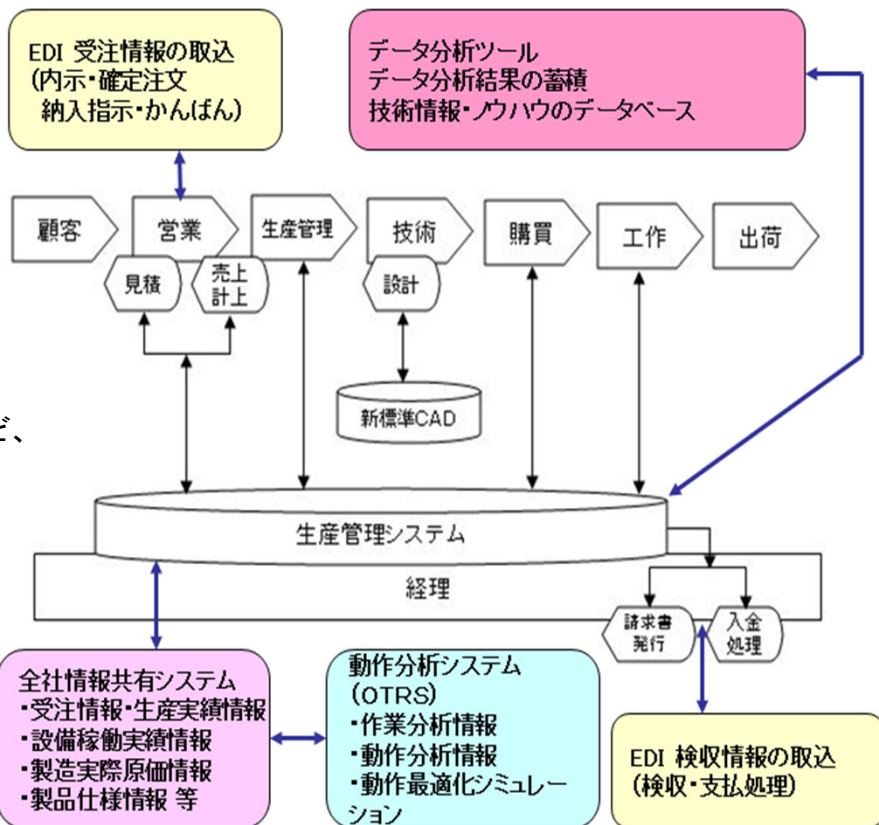 EDI 受注情報の取込
(内示・確定注文
納入指示・かんばん)
データ分析ツール
データ分析結果の蓄積
技術情報・ノウハウのデータベース
顧客
営業
生産管理
技術
購買
工作
出荷
見積
売上
計上
設計
新標準CAD
ど、
生産管理システム
経理
請求書
発行
入金
処理
全社情報共有システム
・受注情報・生産実績情報
・設備稼働実績情報
・製造実際原価情報
・製品仕様情報 等
動作分析システム
(OTRS)
・作業分析情報
・動作分析情報
・動作最適化シミュレー
ション
EDI 検収情報の取込
(検収・支払処理)